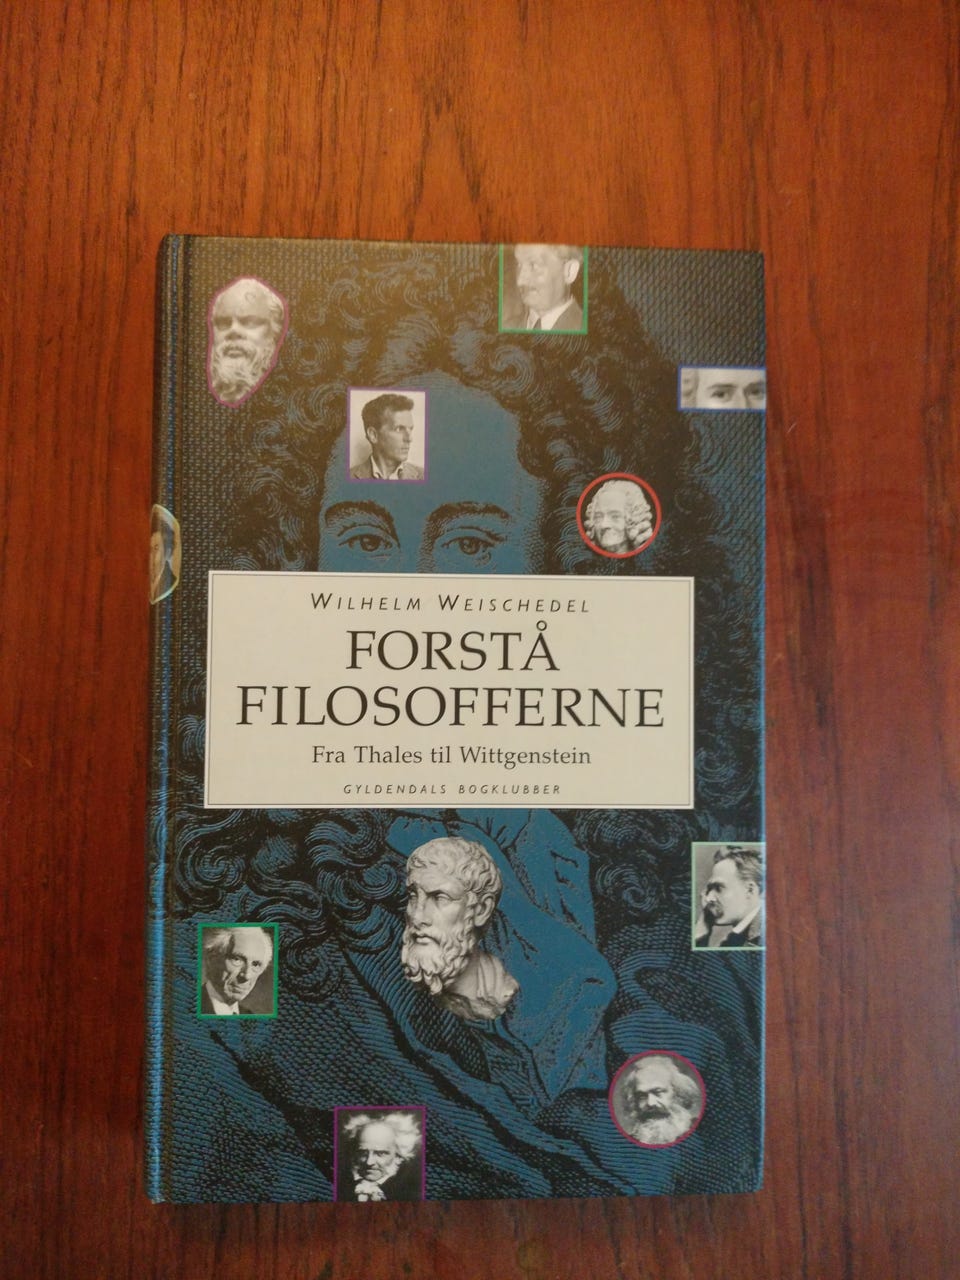 WILHELM WEISCHEDEL
FORSTÅ
FILOSOFFERNE
Fra Thales til Wittgenstein
GYLDENDALS BOGKLUBBER